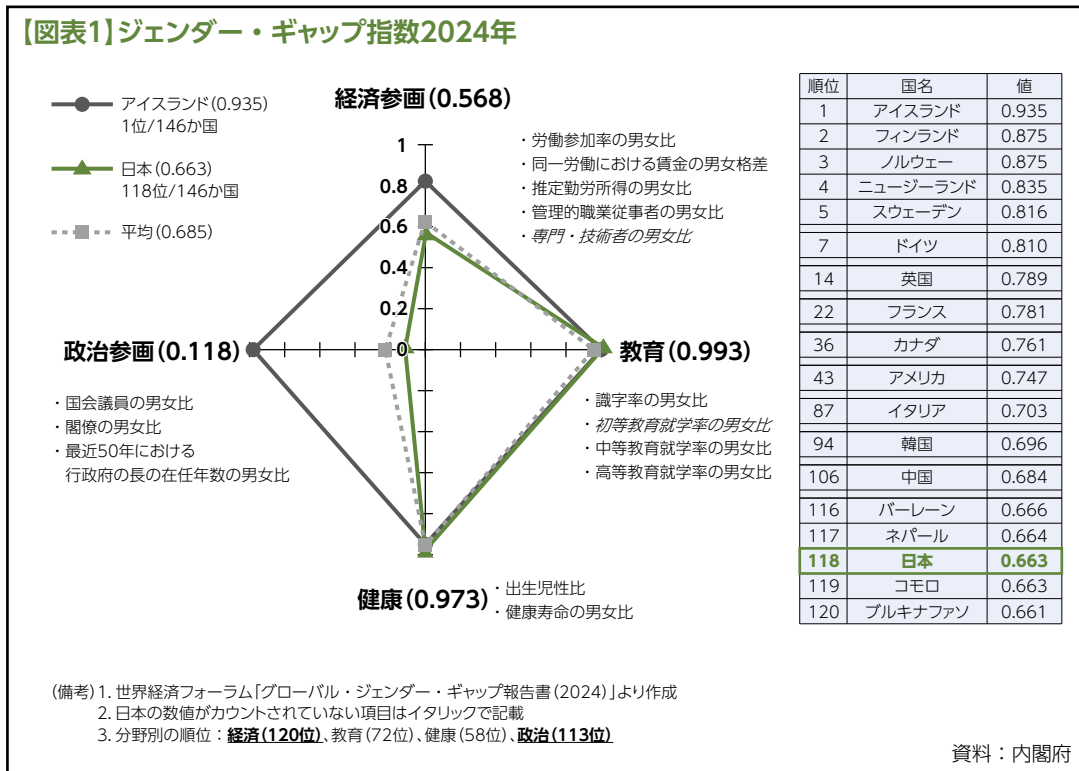 【図表1】ジェンダー・ギャップ指数2024年
アイスランド(0.935)
1位/146か国
日本(0.663)
118位/146か国
平均(0.685)
経済参画(0.568)
・労働参加率の男女比
・同一労働における賃金の男女格差
・推定勤労所得の男女比
・管理的職業従事者の男女比
・専門・技術者の男女比
1
0.8
0.6
0.4
0.2
0
政治参画(0.118)
・国会議員の男女比
・閣僚の男女比
・最近50年における
行政府の長の在任年数の男女比
教育(0.993)
・識字率の男女比
・初等教育就学率の男女比
・中等教育就学率の男女比
・高等教育就学率の男女比
健康(0.973)
・出生児性比
・健康寿命の男女比
順位 国名 値
1 アイスランド 0.935
2 フィンランド 0.875
3 ノルウェー 0.875
4 ニュージーランド 0.835
5 スウェーデン 0.816
7 ドイツ 0.810
14 英国 0.789
22 フランス 0.781
36 カナダ 0.761
43 アメリカ 0.747
87 イタリア 0.703
94 韓国 0.696
106 中国 0.684
116 バーレーン 0.666
117 ネパール 0.664
118 日本 0.663
119 コモロ 0.663
120 ブルキナファソ 0.661
(備考)1. 世界経済フォーラム「グローバル・ジェンダー・ギャップ報告書(2024)」より作成
2. 日本の数値がカウントされていない項目はイタリックで記載
3. 分野別の順位：経済(120位)、教育(72位)、健康(58位)、政治(113位)
資料：内閣府